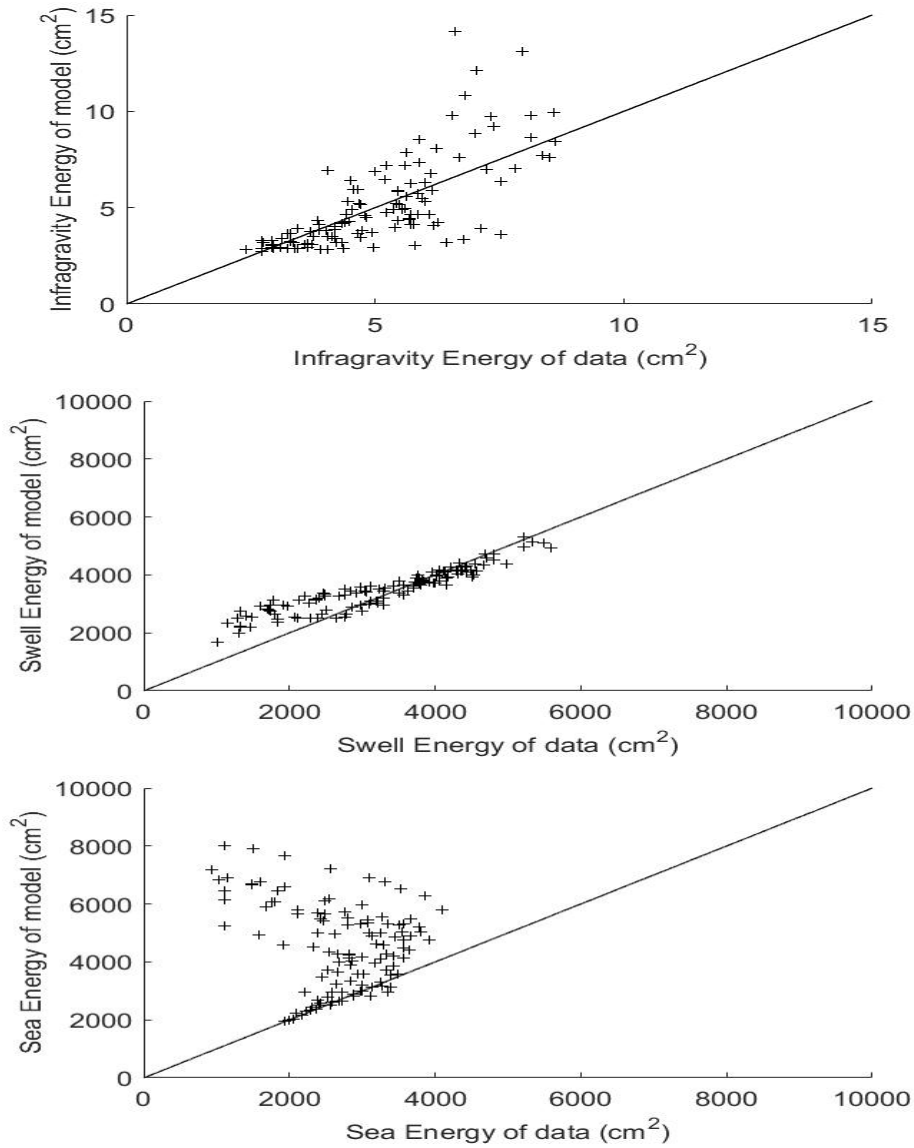 Infragravity Energy of model (cm²)
15
10
5
0
0 5 10 15
Infragravity Energy of data (cm²)
Swell Energy of model (cm²)
10000
8000
6000
4000
2000
0
0 2000 4000 6000 8000 10000
Swell Energy of data (cm²)
Sea Energy of model (cm²)
10000
8000
6000
4000
2000
0
0 2000 4000 6000 8000 10000
Sea Energy of data (cm²)